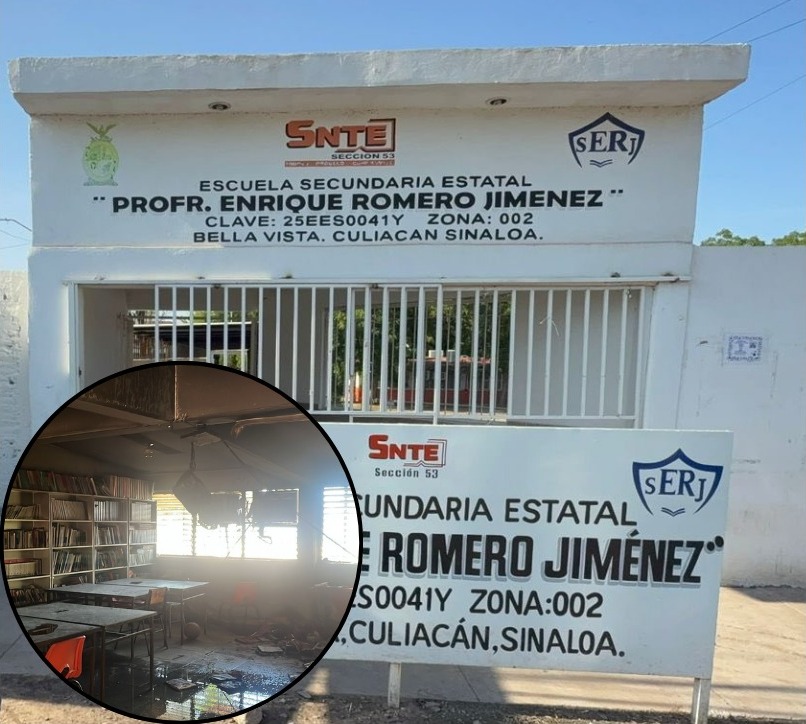 SNTE
SECCION 53
SERJ
ESCUELA SECUNDARIA ESTATAL
"PROFR. ENRIQUE ROMERO JIMENEZ"
CLAVE: 25EES0041Y ZONA: 002
BELLA VISTA. CULIACAN SINALOA.
SNTE
Sección 53
SERJ
CUNDARIA ESTATAL
E ROMERO JIMÉNEZ"
ES0041Y ZONA:002
,CULIACÁN,SINALOA.